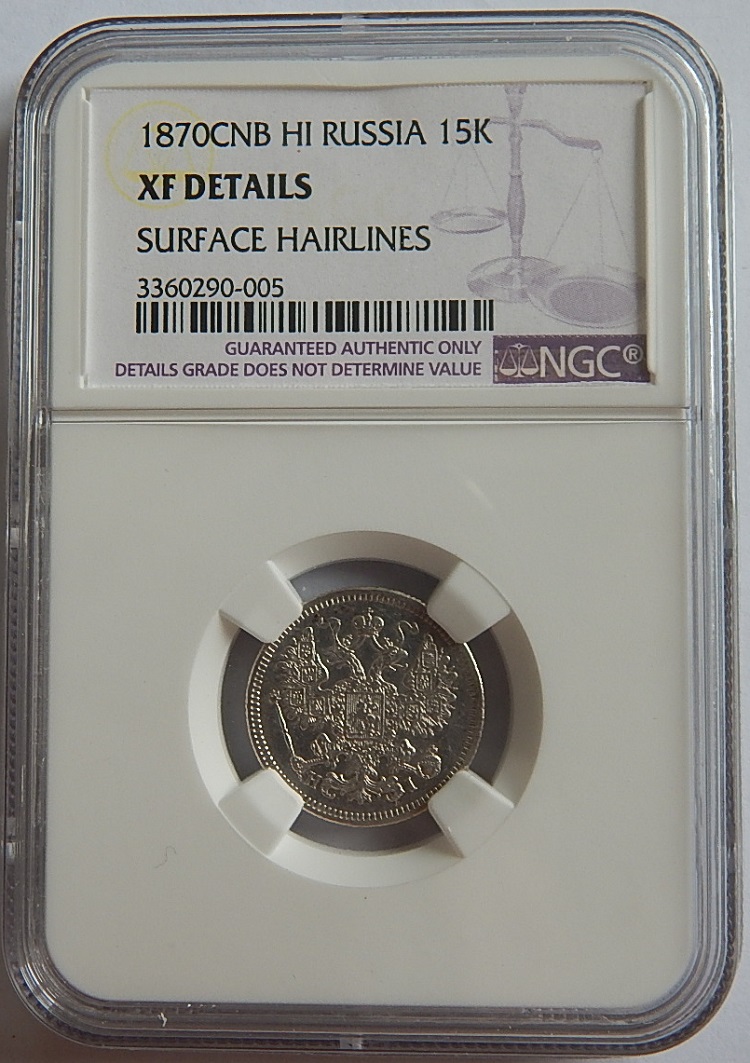 1870CNB HI RUSSIA 15K
XF DETAILS
SURFACE HAIRLINES
3360290-005
GUARANTEED AUTHENTIC ONLY
DETAILS GRADE DOES NOT DETERMINE VALUE
NGC®
H I